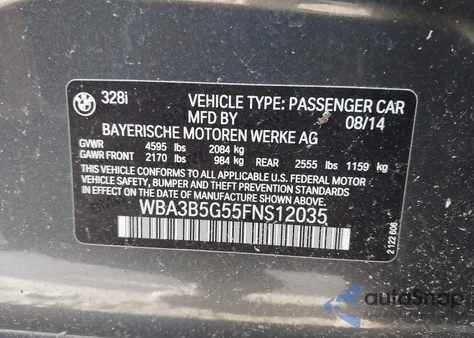 328i VEHICLE TYPE: PASSENGER CAR
MFD BY 08/14
BAYERISCHE MOTOREN WERKE AG
GVWR 4595 lbs 2084 kg
GAWR FRONT 2170 lbs 984 kg REAR 2555 lbs 1159 kg
THIS VEHICLE CONFORMS TO ALL APPLICABLE U.S. FEDERAL MOTOR
VEHICLE SAFETY, BUMPER, AND THEFT PREVENTION STANDARDS
IN EFFECT ON THE DATE OF MANUFACTURE SHOWN ABOVE.
WBA3B5G55FNS12035
2 122 606
autoSnap